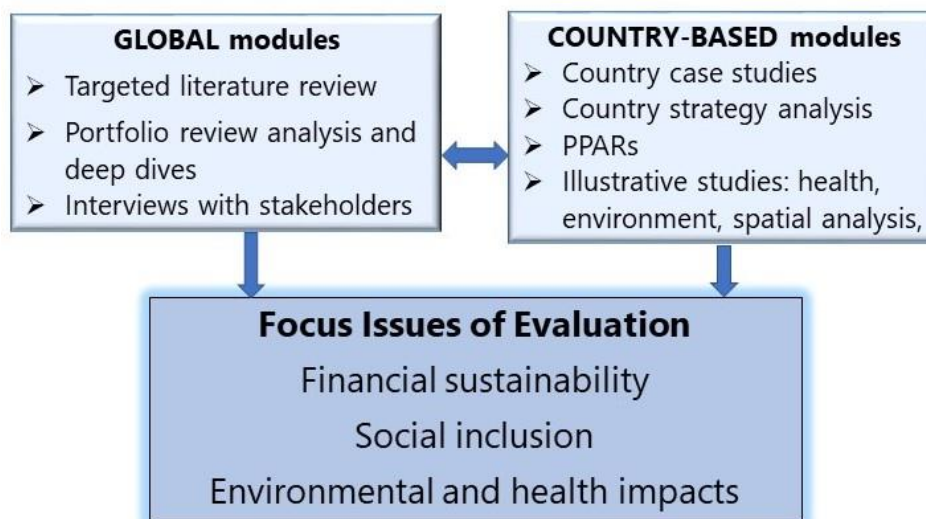 GLOBAL modules
➢ Targeted literature review
➢ Portfolio review analysis and
deep dives
➢ Interviews with stakeholders
COUNTRY-BASED modules
➢ Country case studies
➢ Country strategy analysis
➢ PPARs
➢ Illustrative studies: health,
environment, spatial analysis,
Focus Issues of Evaluation
Financial sustainability
Social inclusion
Environmental and health impacts